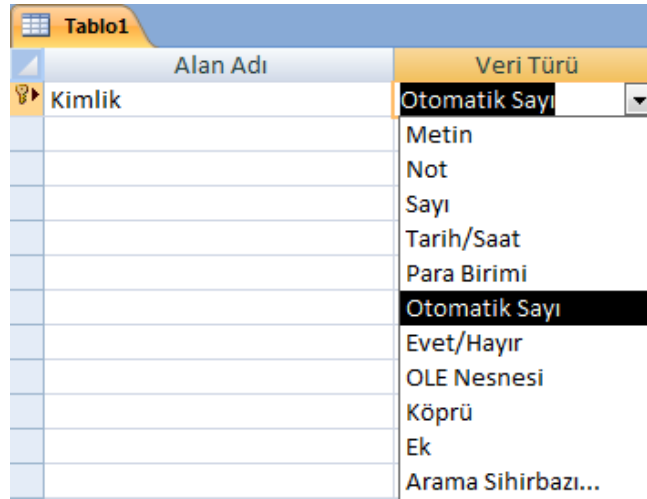 Tablo1
Alan Adı Veri Türü
Kimlik Otomatik Sayı
Metin
Not
Sayı
Tarih/Saat
Para Birimi
Otomatik Sayı
Evet/Hayır
OLE Nesnesi
Köprü
Ek
Arama Sihirbazı...